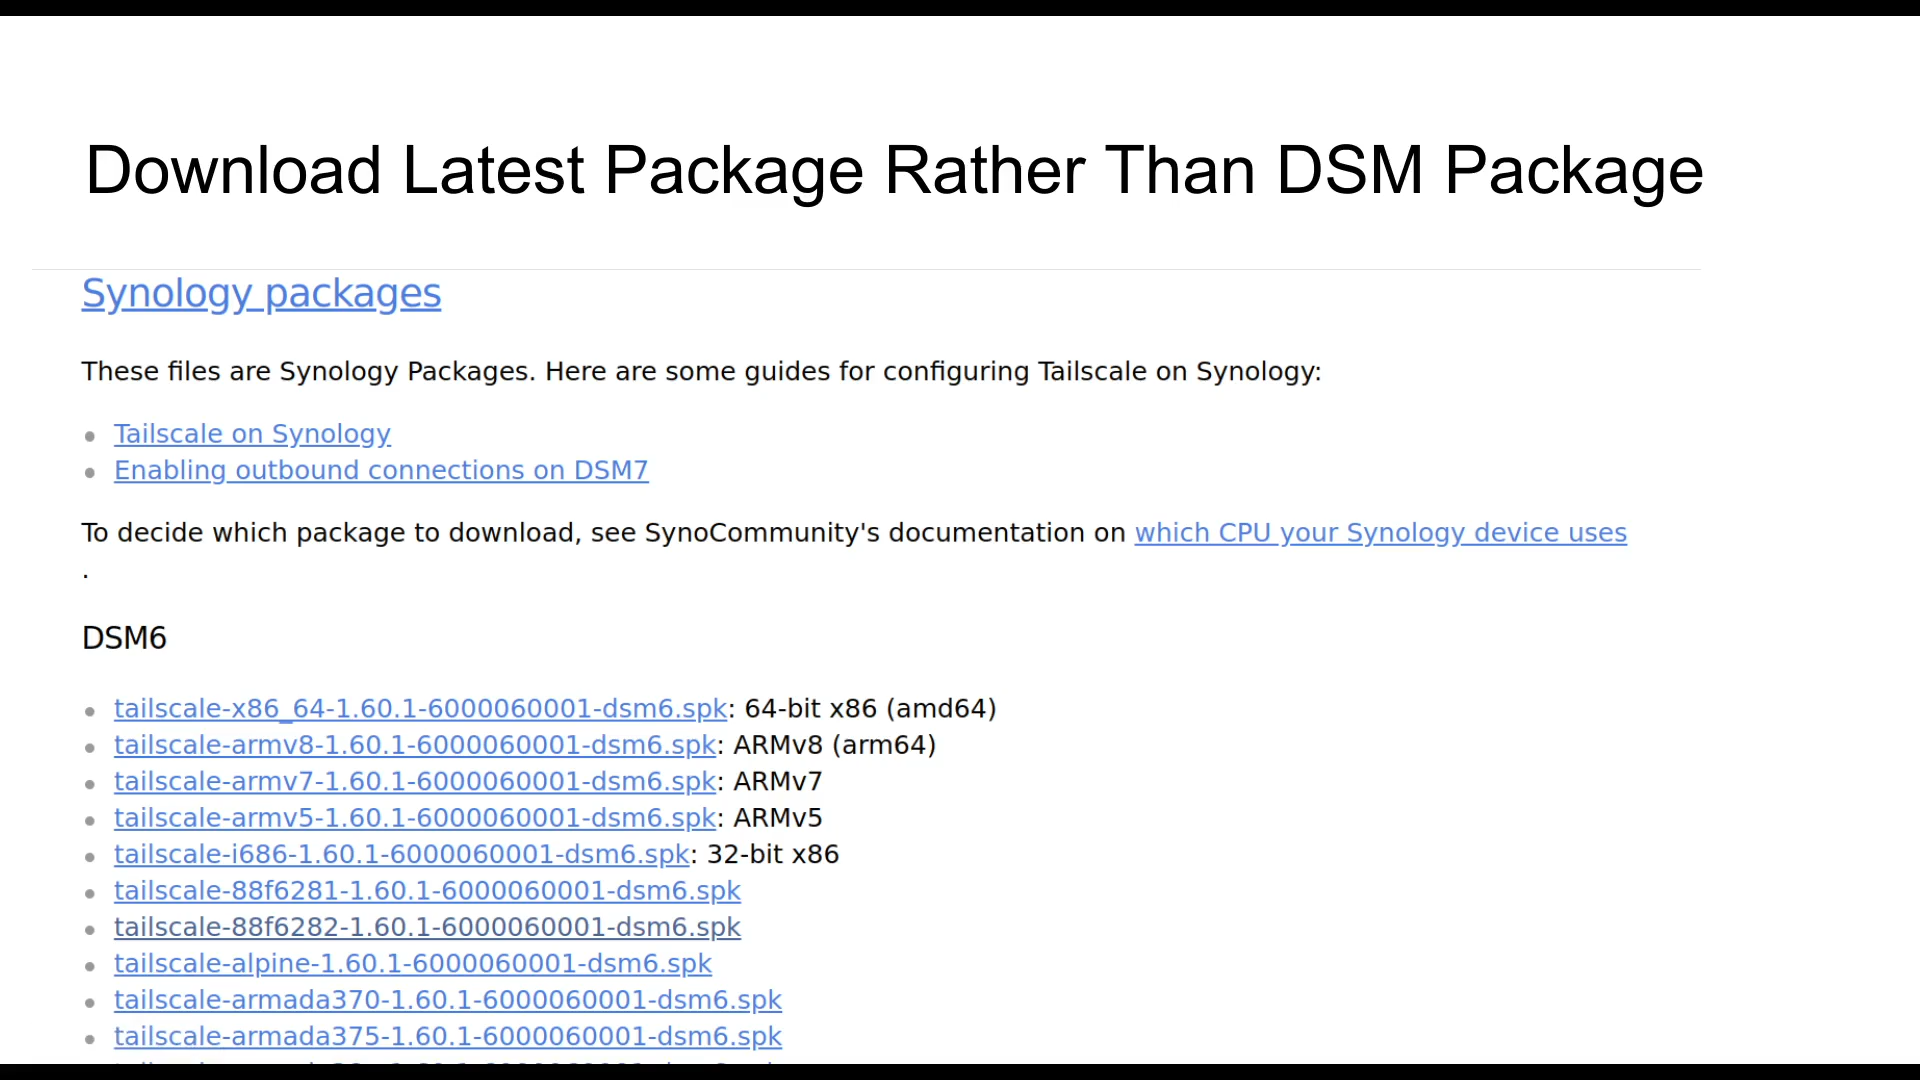 Download Latest Package Rather Than DSM Package
Synology packages
These files are Synology Packages. Here are some guides for configuring Tailscale on Synology:
Tailscale on Synology
Enabling outbound connections on DSM7
To decide which package to download, see SynoCommunity's documentation on which CPU your Synology device uses
.
DSM6
tailscale-x86_64-1.60.1-6000060001-dsm6.spk: 64-bit x86 (amd64)
tailscale-armv8-1.60.1-6000060001-dsm6.spk: ARMv8 (arm64)
tailscale-armv7-1.60.1-6000060001-dsm6.spk: ARMv7
tailscale-armv5-1.60.1-6000060001-dsm6.spk: ARMv5
tailscale-i686-1.60.1-6000060001-dsm6.spk: 32-bit x86
tailscale-88f6281-1.60.1-6000060001-dsm6.spk
tailscale-88f6282-1.60.1-6000060001-dsm6.spk
tailscale-alpine-1.60.1-6000060001-dsm6.spk
tailscale-armada370-1.60.1-6000060001-dsm6.spk
tailscale-armada375-1.60.1-6000060001-dsm6.spk